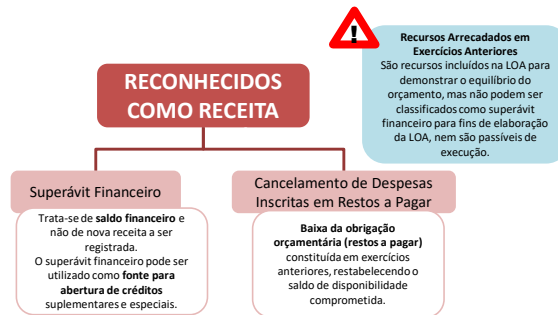 RECONHECIDOS
COMO RECEITA
!
Recursos Arrecadados em
Exercícios Anteriores
São recursos incluídos na LOA para
demonstrar o equilíbrio do
orçamento, mas não podem ser
classificados como superávit
financeiro para fins de elaboração
da LOA, nem são passíveis de
execução.
Superávit Financeiro
Trata-se de saldo financeiro e
não de nova receita a ser
registrada.
O superávit financeiro pode ser
utilizado como fonte para
abertura de créditos
suplementares e especiais.
Cancelamento de Despesas
Inscritas em Restos a Pagar
Baixa da obrigação
orçamentária (restos a pagar)
constituída em exercícios
anteriores, restabelecendo o
saldo de disponibilidade
comprometida.